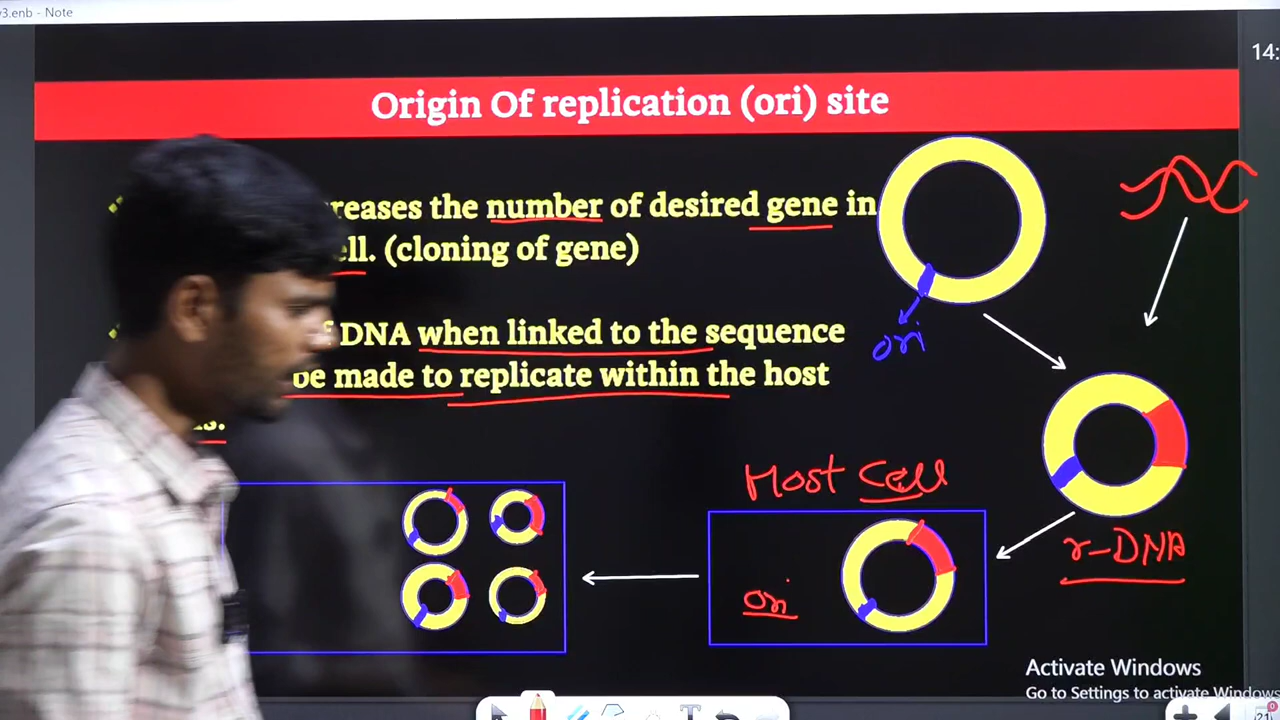 v3.enb - Note
14:
Origin Of replication (ori) site
reases the number of desired gene in
ell. (cloning of gene)
DNA when linked to the sequence
be made to replicate within the host
s.
ori
Host Cell
ori
r-DNA
Activate Windows
Go to Settings to activate Windows